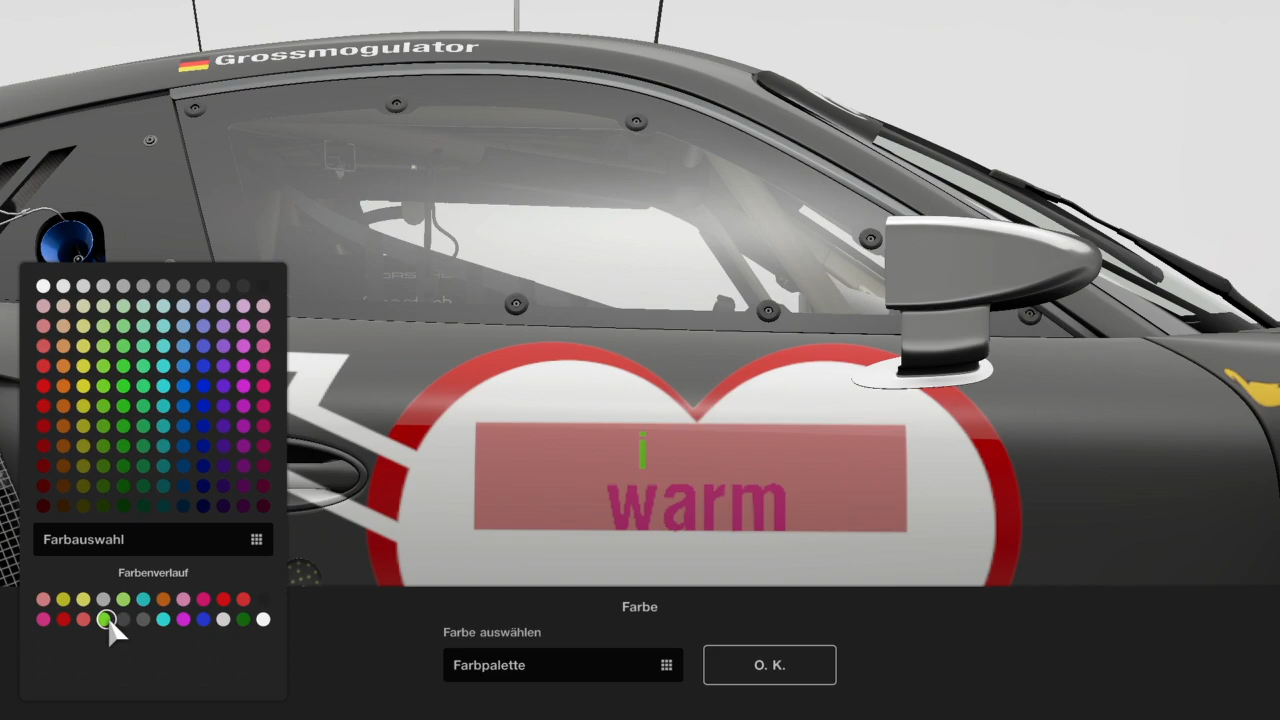 Grossmogulator
i
warm
Farbauswahl
Farbenverlauf
Farbe
Farbe auswählen
Farbpalette
O. K.